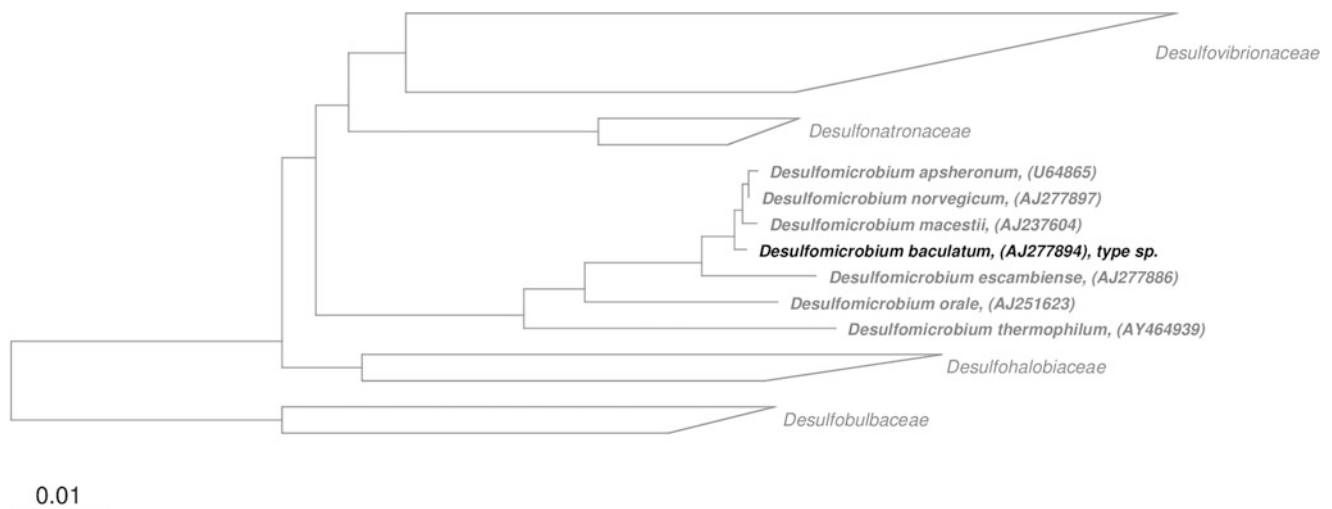 Desulfovibrionaceae
Desulfonatronaceae
Desulfomicrobium apsheronum, (U64865)
Desulfomicrobium norvegicum, (AJ277897)
Desulfomicrobium macestii, (AJ237604)
Desulfomicrobium baculatum, (AJ277894), type sp.
Desulfomicrobium escambiense, (AJ277886)
Desulfomicrobium orale, (AJ251623)
Desulfomicrobium thermophilum, (AY464939)
Desulfohalobiaceae
Desulfobulbaceae
0.01